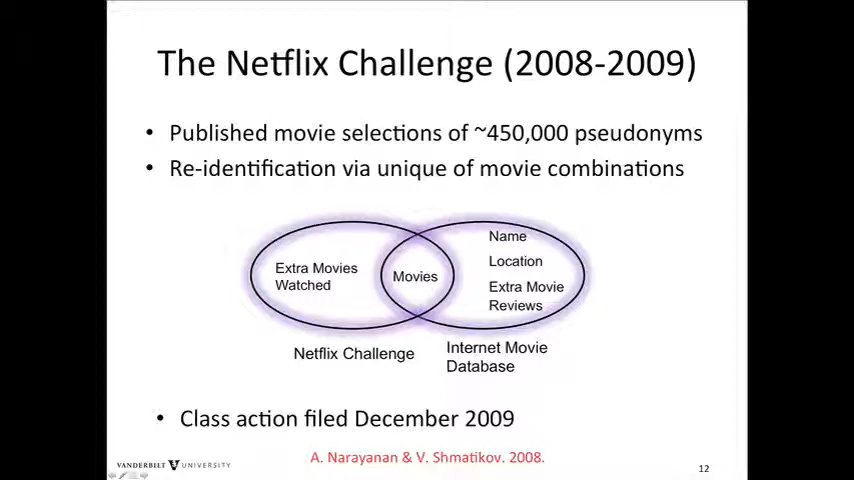 The Netflix Challenge (2008-2009)
• Published movie selections of ~450,000 pseudonyms
• Re-identification via unique of movie combinations
Extra Movies
Watched
Movies
Name
Location
Extra Movie
Reviews
Netflix Challenge
Internet Movie
Database
• Class action filed December 2009
A. Narayanan & V. Shmatikov. 2008.
VANDERBILT V UNIVERSITY
12